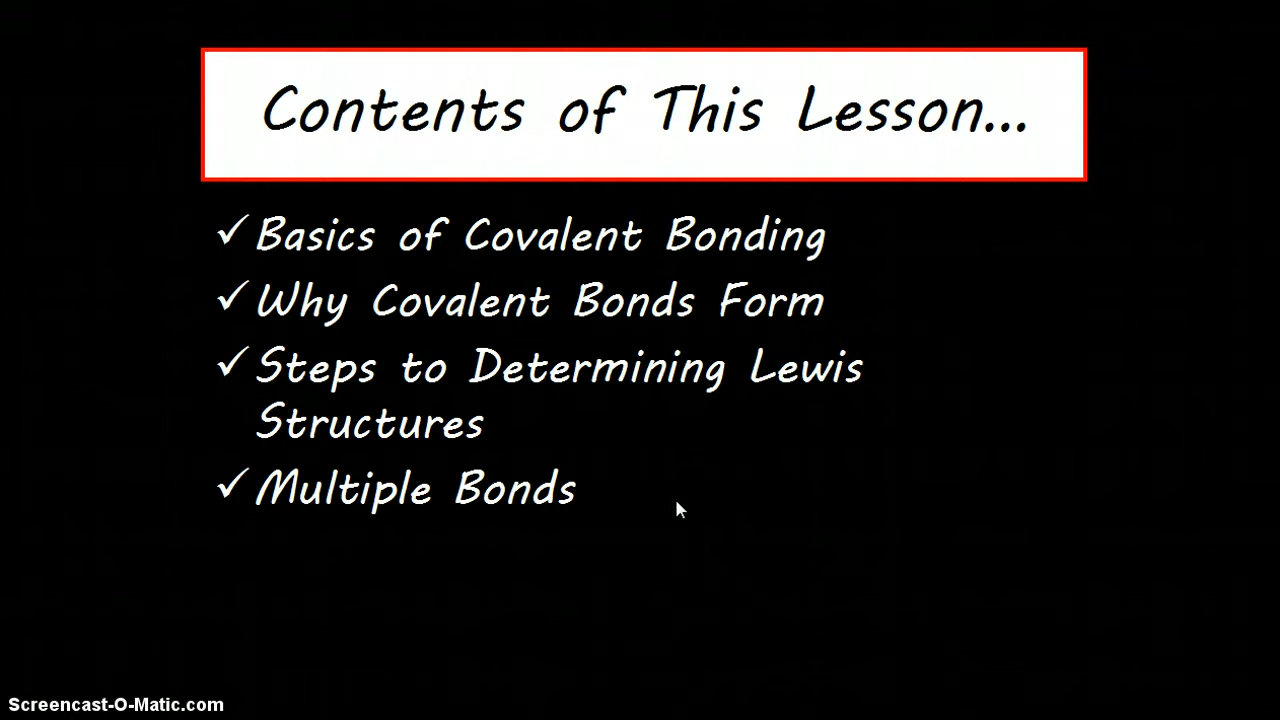 Contents of This Lesson...
✓Basics of Covalent Bonding
✓Why Covalent Bonds Form
✓Steps to Determining Lewis
Structures
✓Multiple Bonds
Screencast-O-Matic.com